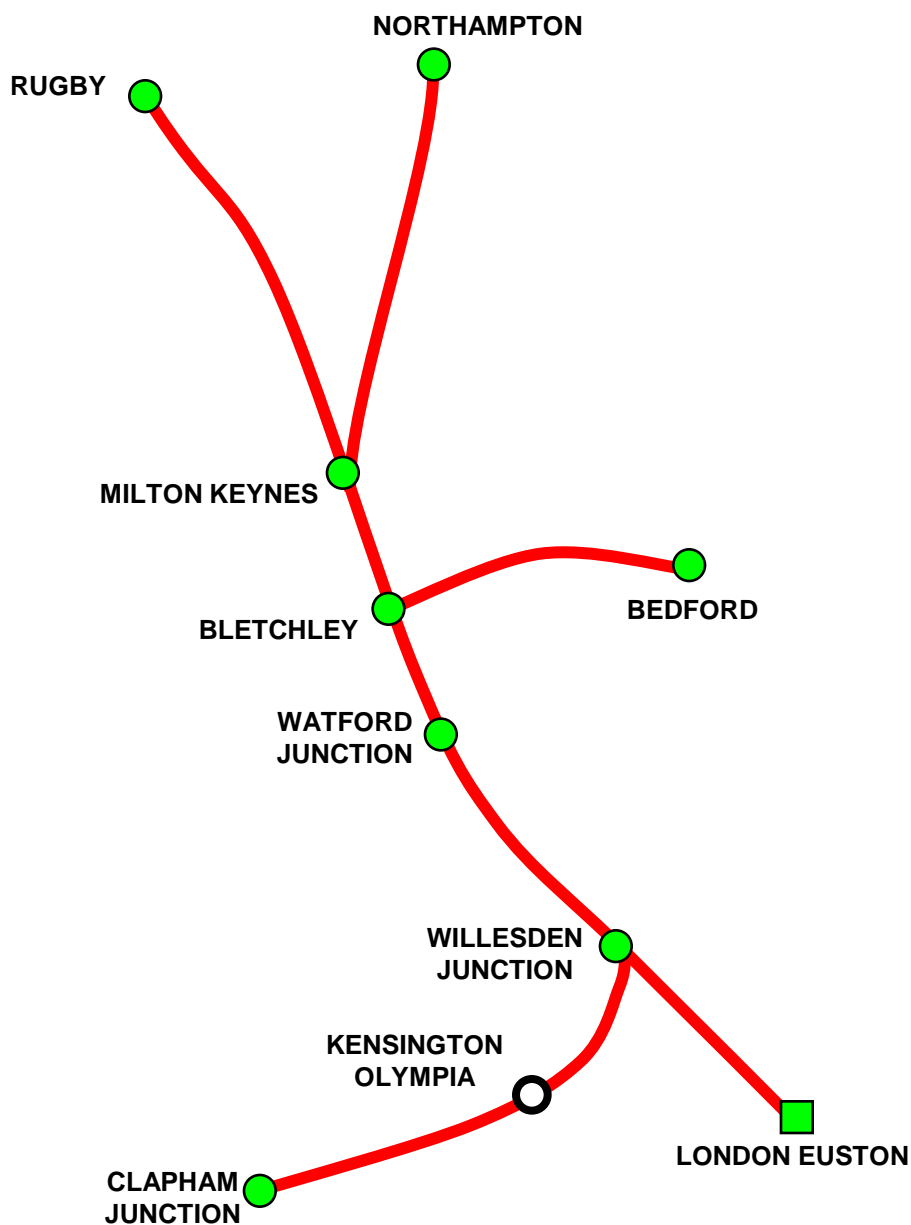 NORTHAMPTON
RUGBY
MILTON KEYNES
BEDFORD
BLETCHLEY
WATFORD
JUNCTION
WILLESDEN
JUNCTION
KENSINGTON
OLYMPIA
LONDON EUSTON
CLAPHAM
JUNCTION